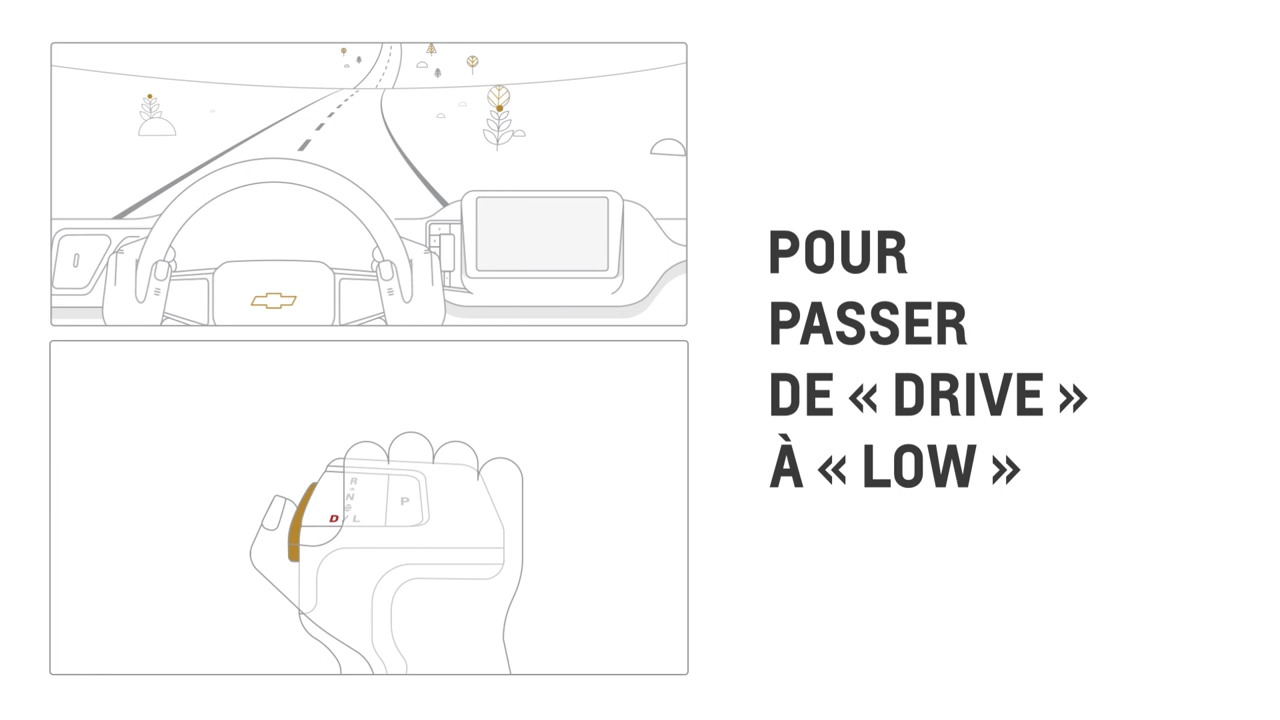 R
N
D / L
P
POUR
PASSER
DE « DRIVE »
À « LOW »